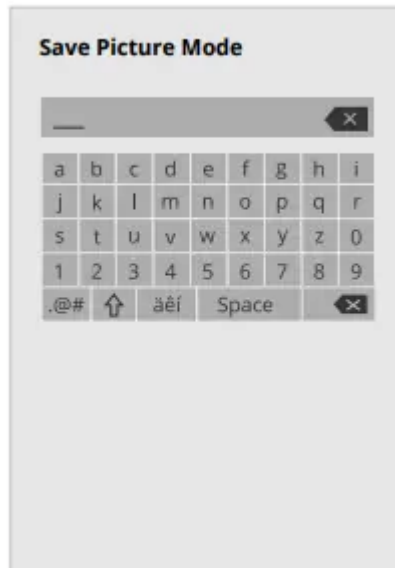 Save Picture Mode
a b c d e f g h i
j k l m n o p q r
s t u v w x y z 0
1 2 3 4 5 6 7 8 9
.@# äêí Space